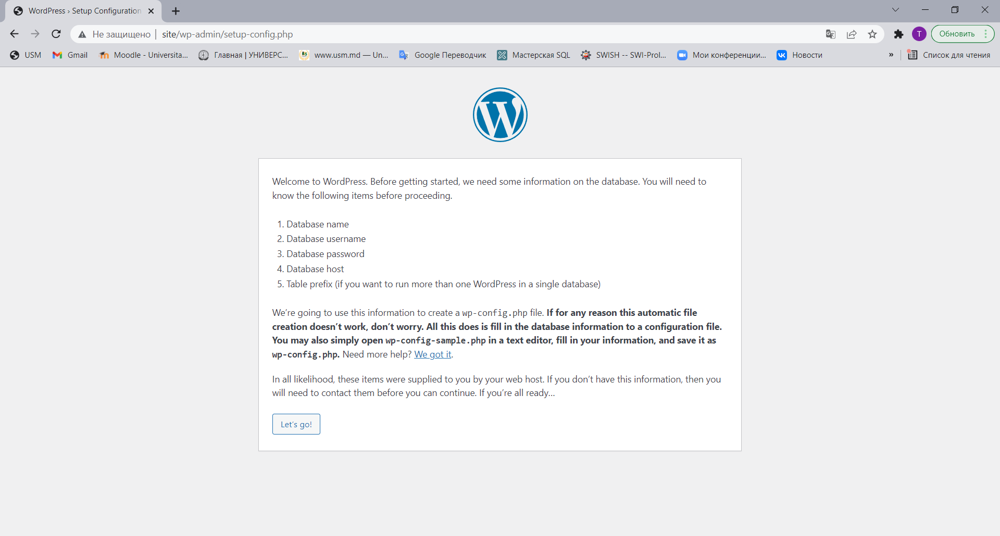 WordPress › Setup Configuration
Не защищено | site/wp-admin/setup-config.php
T
Обновить
USM
Gmail
Moodle - Universita...
Главная | УНИВЕРС...
www.usm.md — Un...
Google Переводчик
Мастерская SQL
SWISH -- SWI-Prol...
Мои конференции...
Новости
»
Список для чтения
Welcome to WordPress. Before getting started, we need some information on the database. You will need to
know the following items before proceeding.
1. Database name
2. Database username
3. Database password
4. Database host
5. Table prefix (if you want to run more than one WordPress in a single database)
We’re going to use this information to create a wp-config.php file. If for any reason this automatic file
creation doesn’t work, don’t worry. All this does is fill in the database information to a configuration file.
You may also simply open wp-config-sample.php in a text editor, fill in your information, and save it as
wp-config.php. Need more help? We got it.
In all likelihood, these items were supplied to you by your web host. If you don’t have this information, then you
will need to contact them before you can continue. If you’re all ready…
Let’s go!